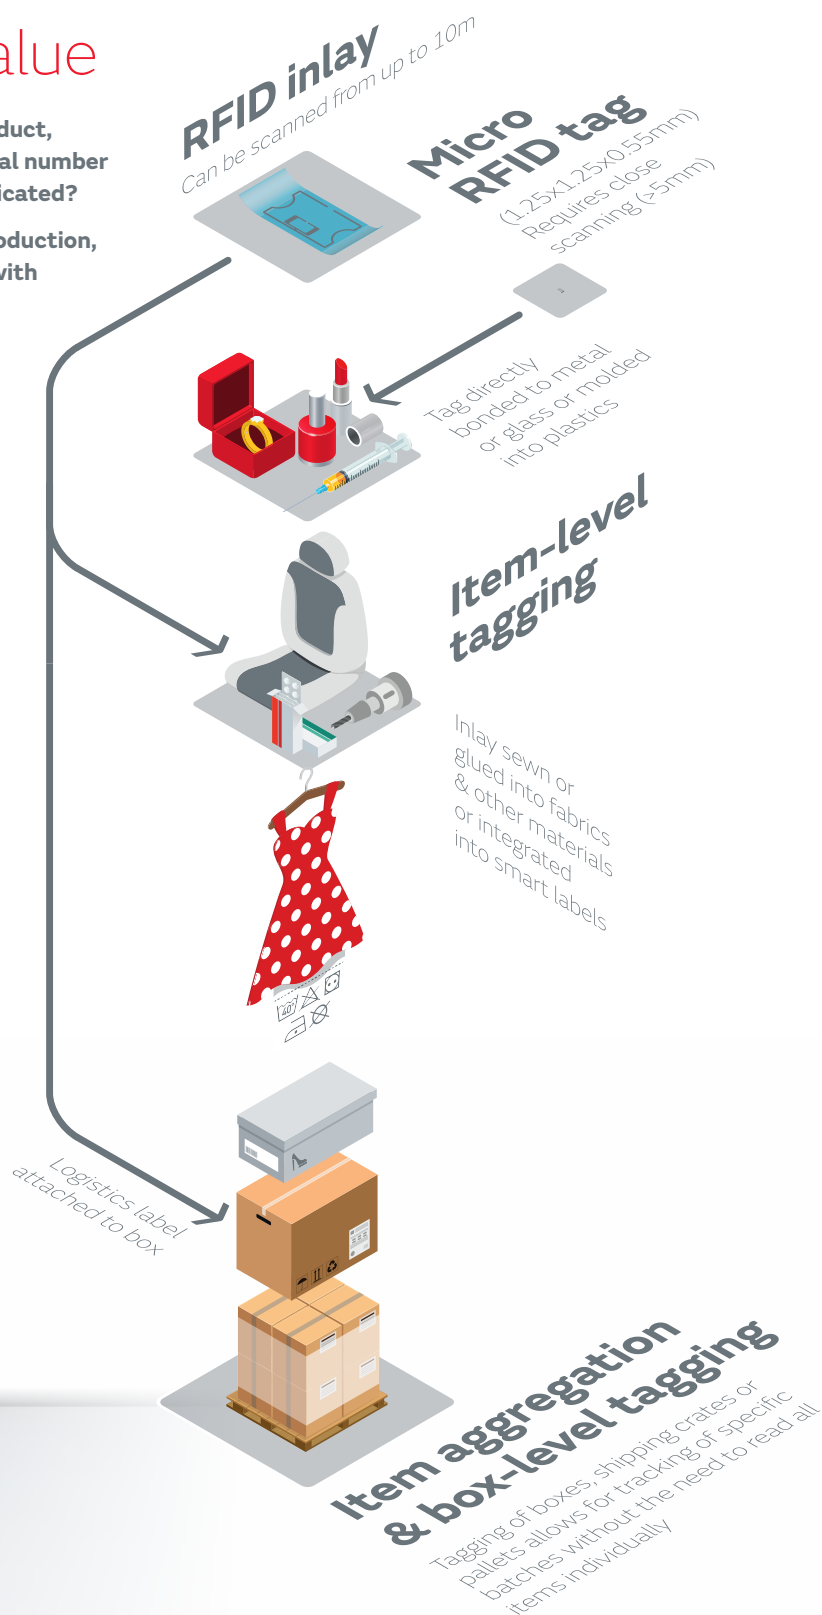 alue
duct,
al number
icated?
oduction,
with
RFID inlay
Can be scanned from up to 10m
Micro
RFID tag
(1.25x1.25x0.55mm)
Requires close
scanning (>5mm)
Tag directly
bonded to metal
or glass or molded
into plastics
Item-level
tagging
Inlay sewn or
glued into fabrics
& other materials
or integrated
into smart labels
40°
Logistics label
attached to box
Item aggregation
& box-level tagging
Tagging of boxes, shipping crates or
pallets allows for tracking of specific
batches without the need to read all
items individually